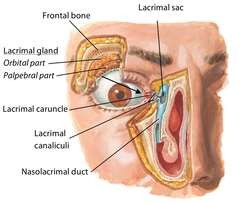 Lacrimal sac
Frontal bone
Lacrimal gland
Orbital part
Palpebral part
Lacrimal caruncle
Lacrimal
canaliculi
Nasolacrimal duct